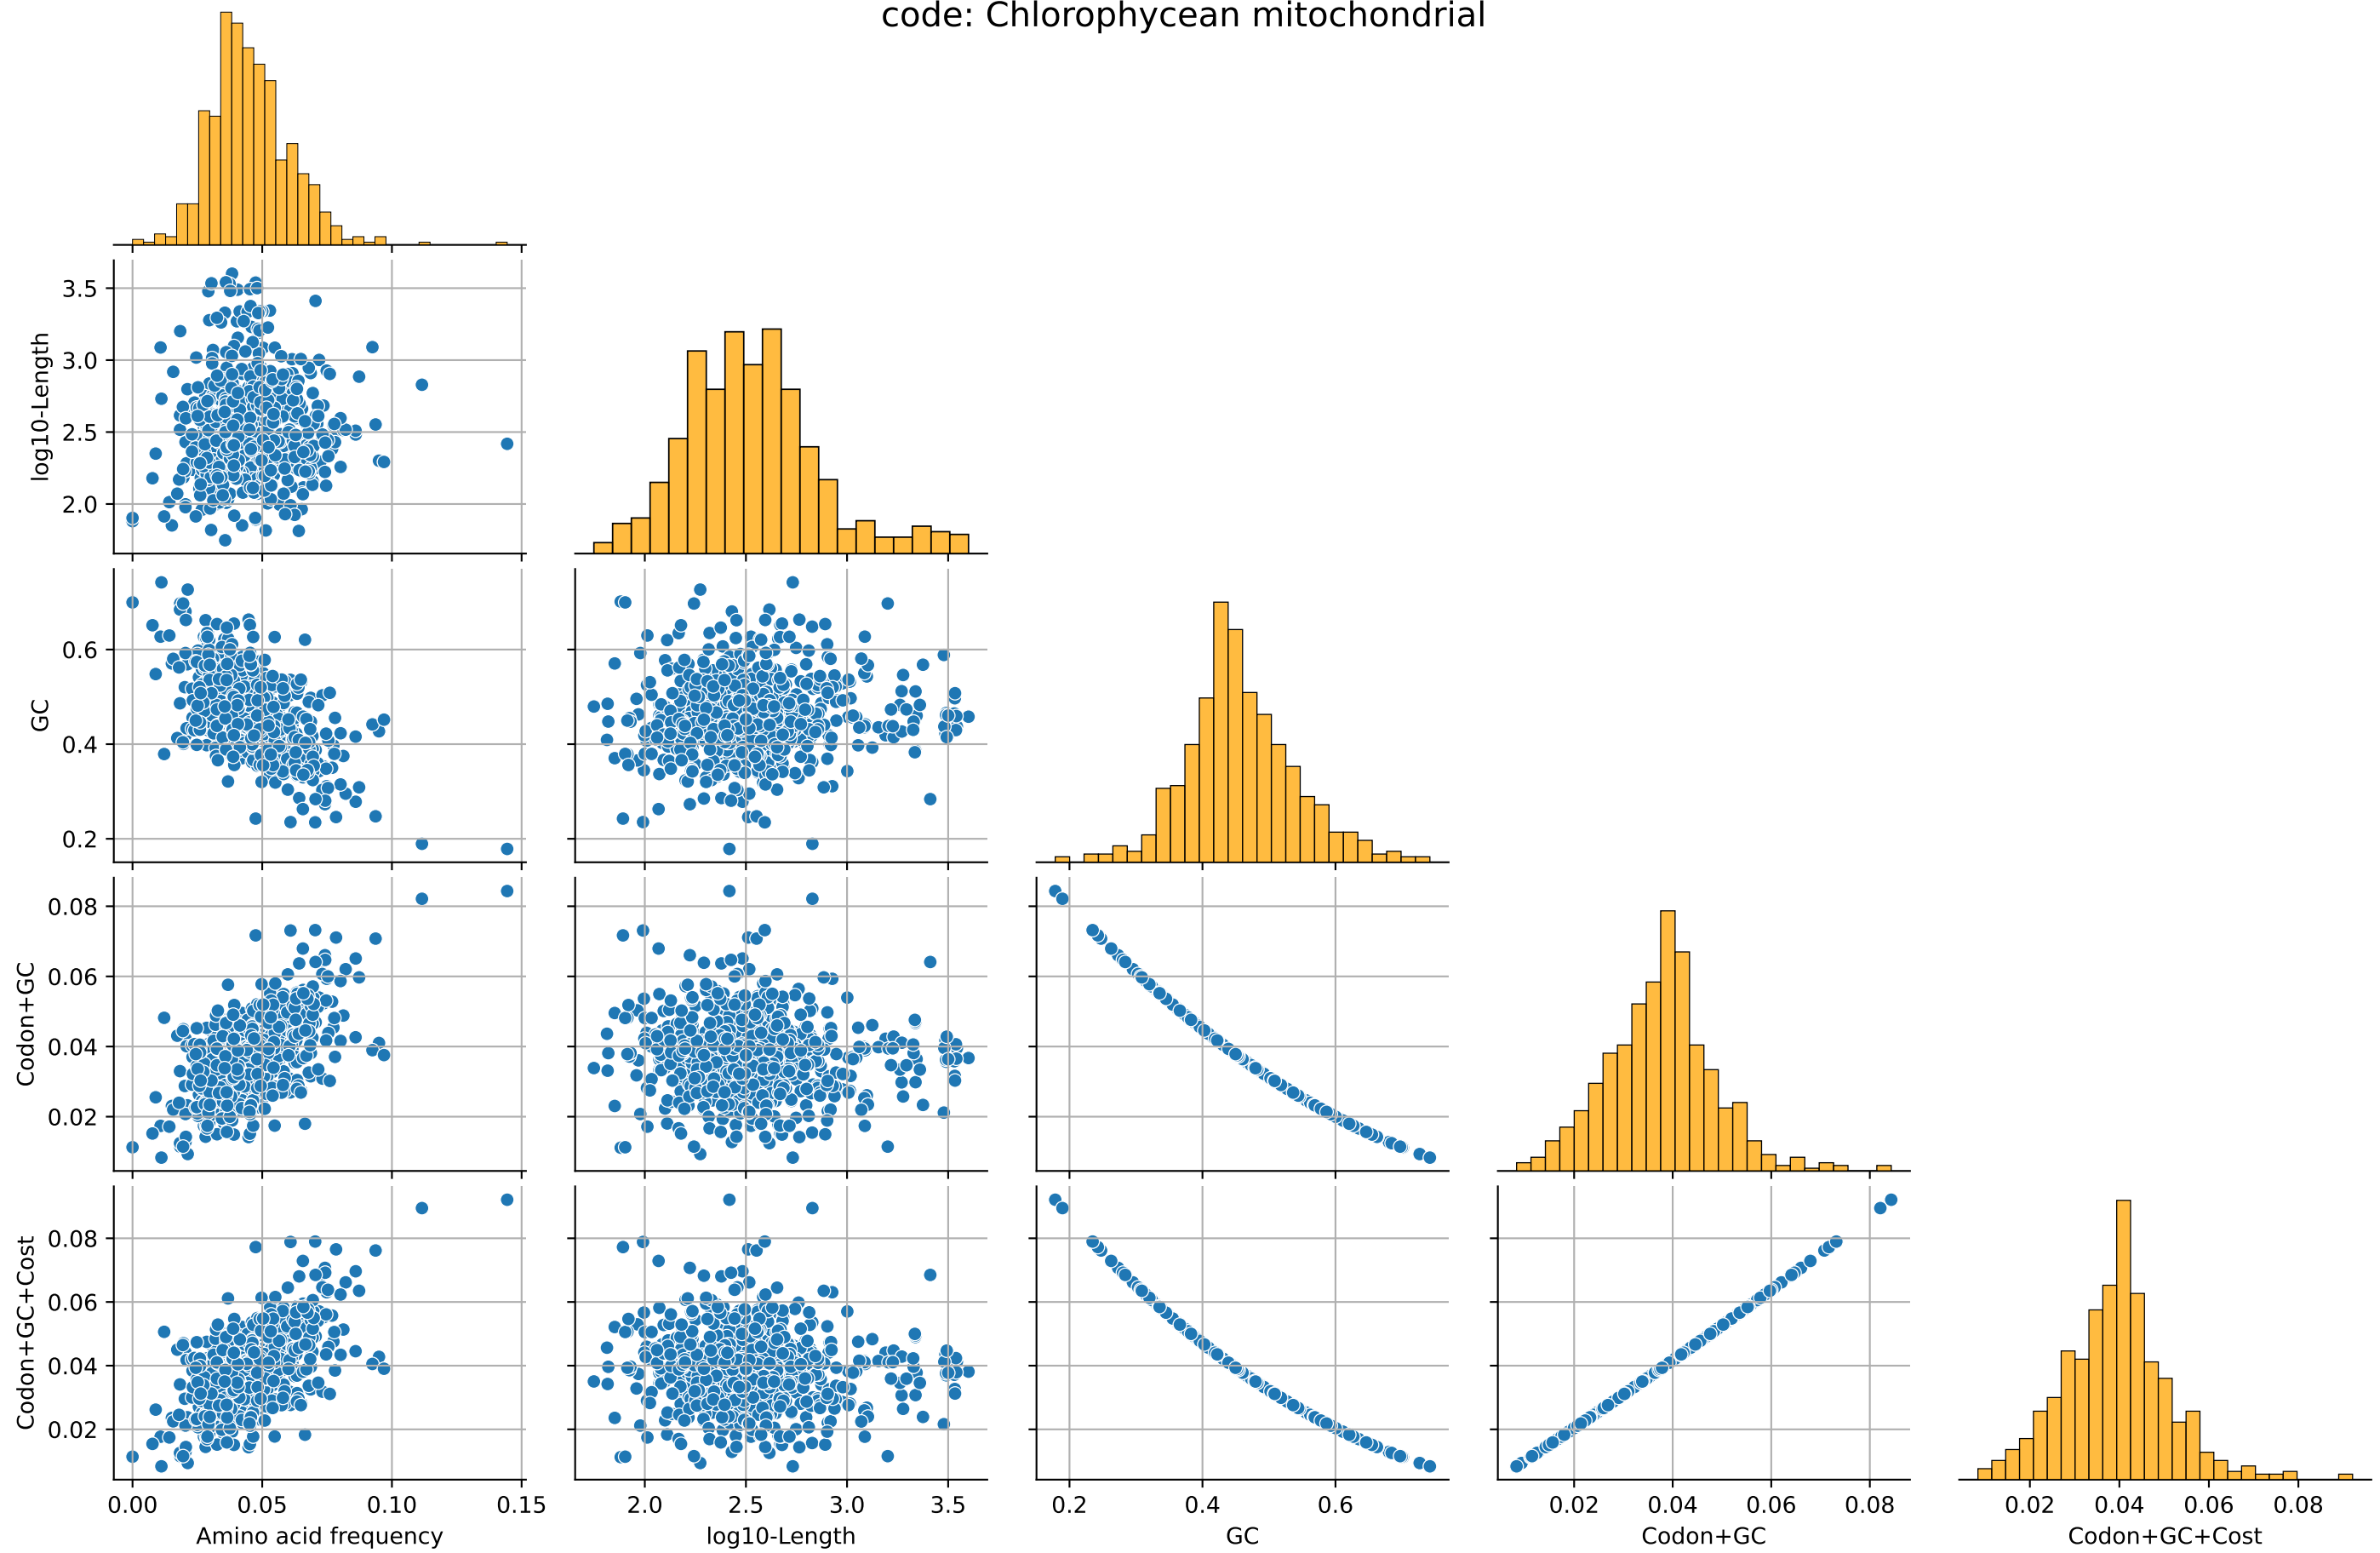 code: Chlorophycean mitochondrial
3.5
3.0
2.5
2.0
log10-Length
0.6
0.4
0.2
GC
0.08
0.06
0.04
0.02
Codon+GC
0.08
0.06
0.04
0.02
Codon+GC+Cost
0.00 0.05 0.10 0.15 2.0 2.5 3.0 3.5 0.2 0.4 0.6 0.02 0.04 0.06 0.08 0.02 0.04 0.06 0.08
Amino acid frequency log10-Length GC Codon+GC Codon+GC+Cost